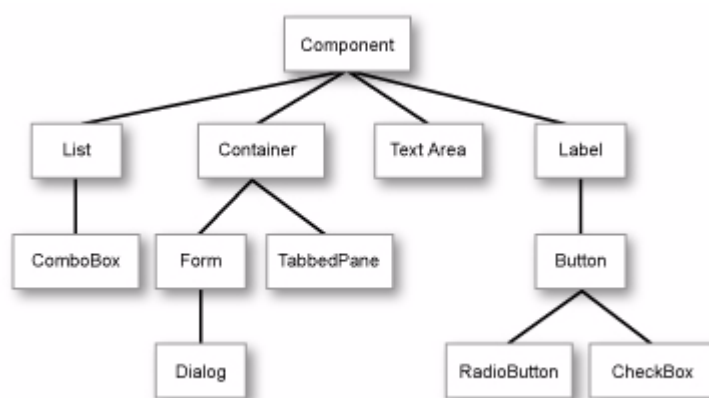 Component
List
Container
Text Area
Label
ComboBox
Form
TabbedPane
Button
Dialog
RadioButton
CheckBox